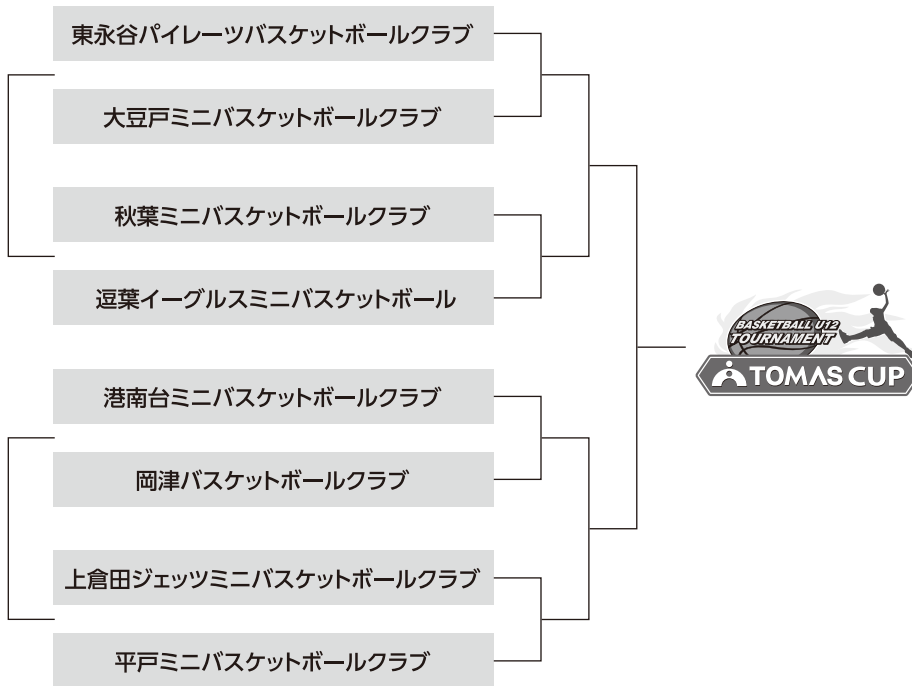 東永谷パイレーツバスケットボールクラブ
大豆戸ミニバスケットボールクラブ
秋葉ミニバスケットボールクラブ
逗葉イーグルスミニバスケットボール
港南台ミニバスケットボールクラブ
岡津バスケットボールクラブ
上倉田ジェッツミニバスケットボールクラブ
平戸ミニバスケットボールクラブ
BASKETBALL U12
TOURNAMENT
TOMAS CUP